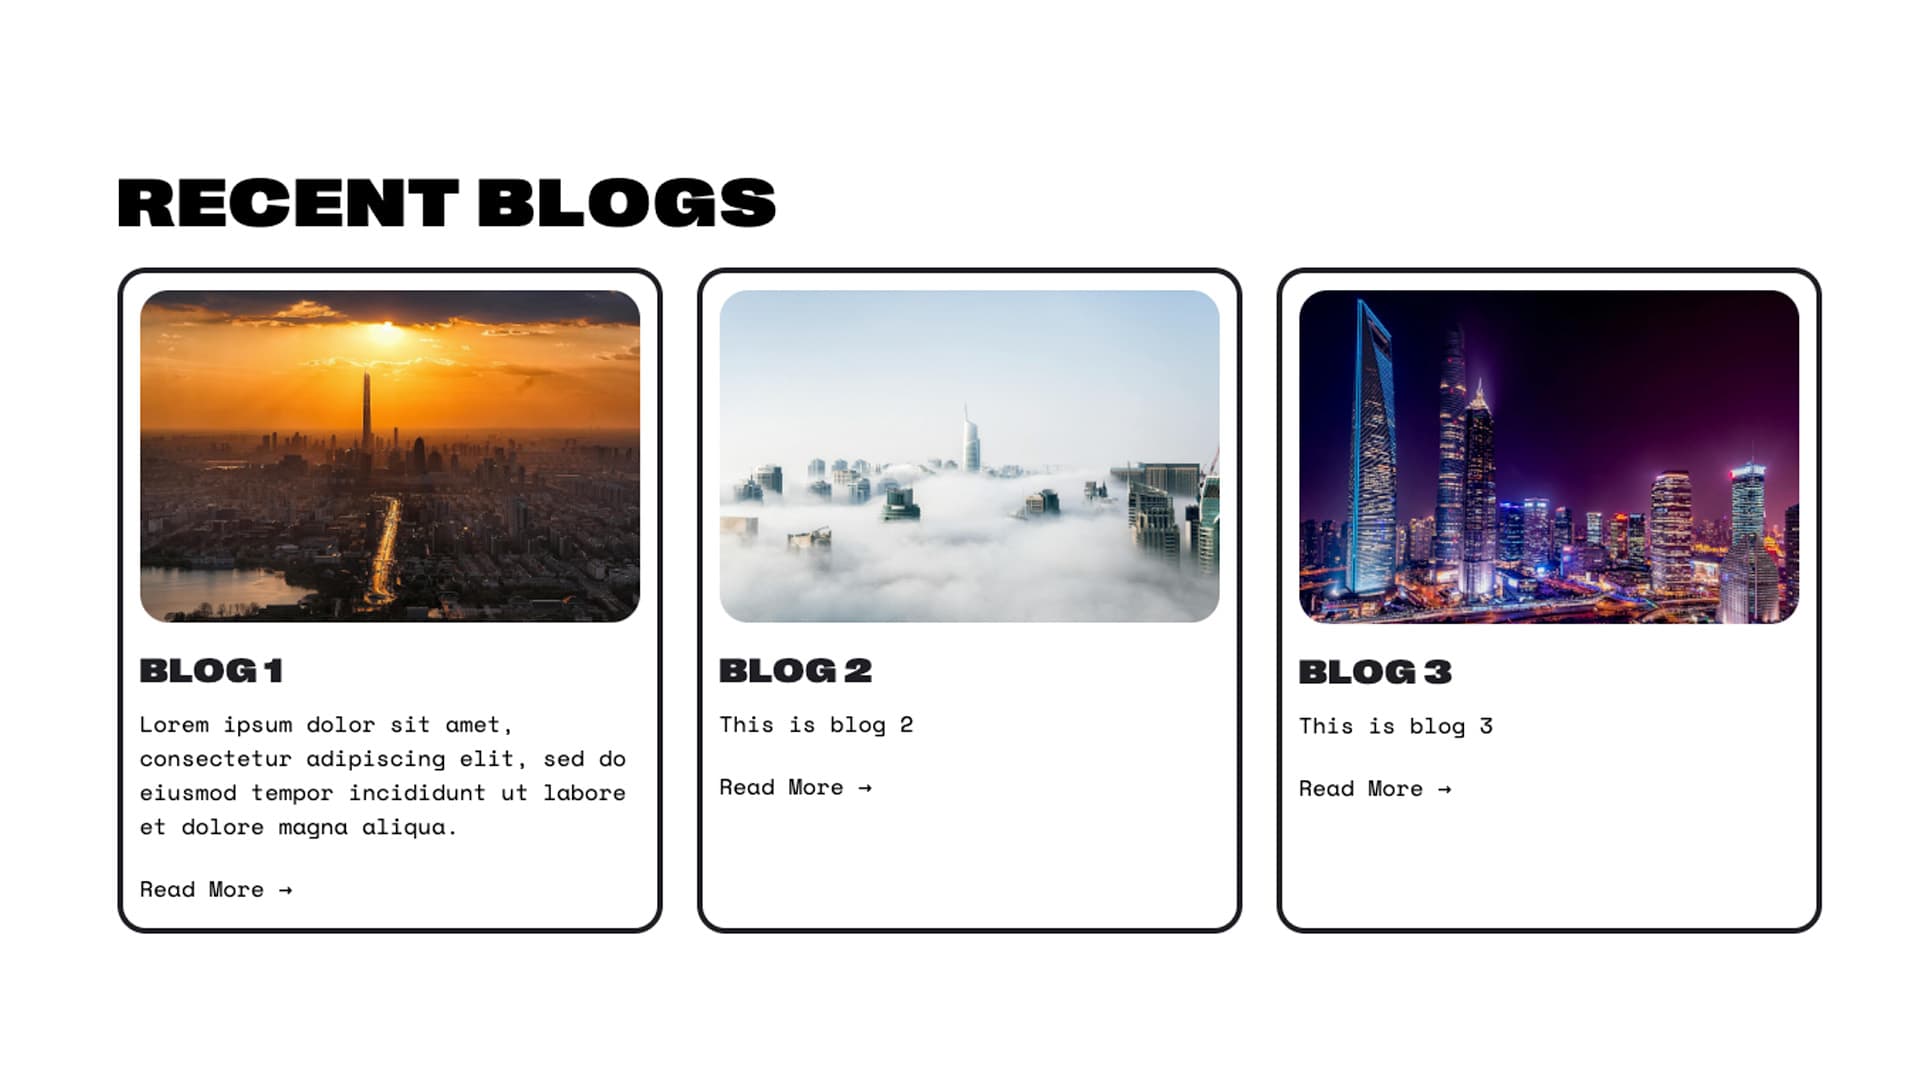 RECENT BLOGS
BLOG 1
Lorem ipsum dolor sit amet,
consectetur adipiscing elit, sed do
eiusmod tempor incididunt ut labore
et dolore magna aliqua.
Read More →
BLOG 2
This is blog 2
Read More →
BLOG 3
This is blog 3
Read More →